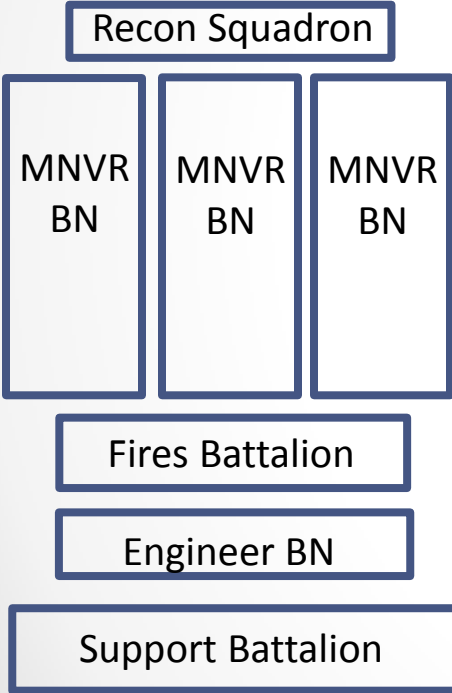 Recon Squadron
MNVR
BN
MNVR
BN
MNVR
BN
Fires Battalion
Engineer BN
Support Battalion